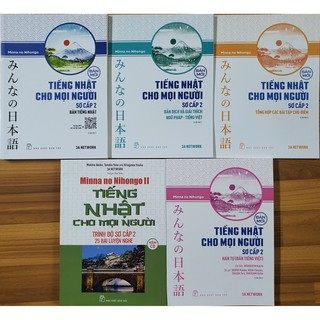 Minna no Nihongo
みんなの日本語
BẢN MỚI
TIẾNG NHẬT
CHO MỌI NGƯỜI
SƠ CẤP 2
BẢN TIẾNG NHẬT
3A NETWORK
Minna no Nihongo
みんなの日本語
BẢN MỚI
TIẾNG NHẬT
CHO MỌI NGƯỜI
SƠ CẤP 2
BẢN DỊCH VÀ GIẢI THÍCH
NGỮ PHÁP - TIẾNG VIỆT
3A NETWORK
Minna no Nihongo
みんなの日本語
BẢN MỚI
TIẾNG NHẬT
CHO MỌI NGƯỜI
SƠ CẤP 2
TỔNG HỢP CÁC BÀI TẬP CHỦ ĐIỂM
3A NETWORK
3A NETWORK
Minna no Nihongo II
TIẾNG
NHẬT
CHO MỌI NGƯỜI
TRÌNH ĐỘ SƠ CẤP 2
25 BÀI LUYỆN NGHE
Minna no Nihongo
みんなの日本語
BẢN MỚI
TIẾNG NHẬT
CHO MỌI NGƯỜI
SƠ CẤP 2
HÁN TỰ (BẢN TIẾNG VIỆT)
3A NETWORK